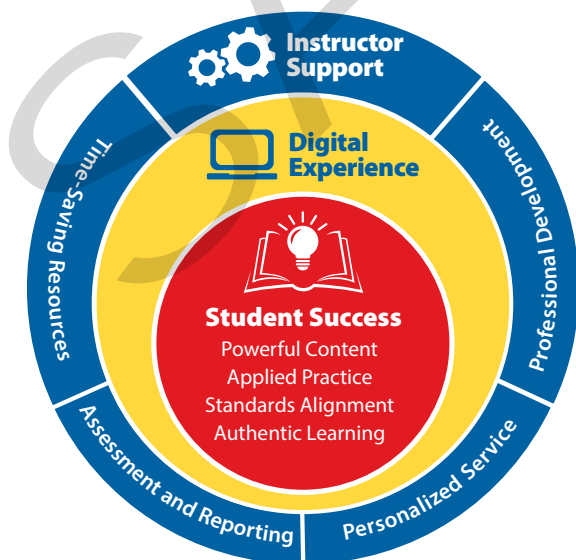 Instructor
Support
Time-Saving Resources
Professional Development
Digital
Experience
Student Success
Powerful Content
Applied Practice
Standards Alignment
Authentic Learning
Assessment and Reporting
Personalized Service